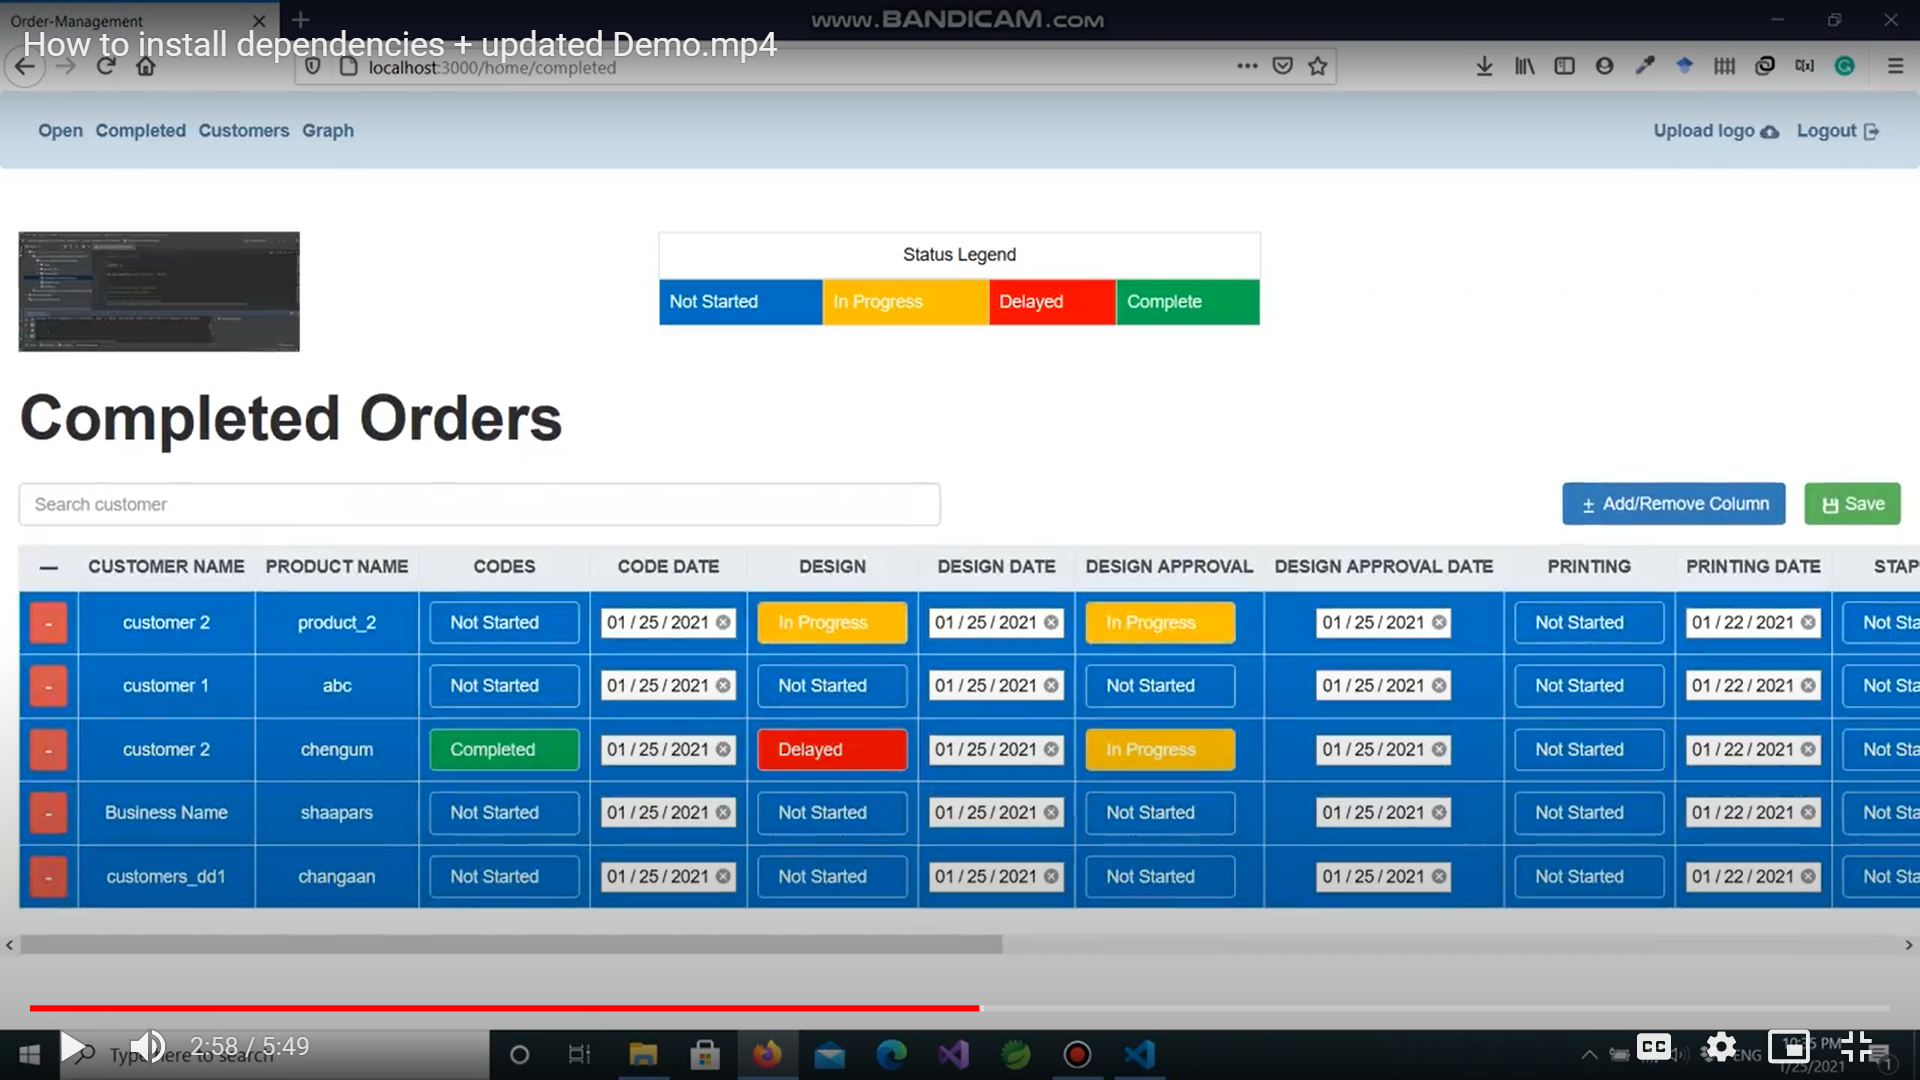 Order-Management
www.BANDICAM.com
How to install dependencies + updated Demo.mp4
localhost:3000/home/completed
Open Completed Customers Graph
Upload logo Logout
Status Legend
Not Started In Progress Delayed Complete
Completed Orders
Search customer
± Add/Remove Column Save
— CUSTOMER NAME PRODUCT NAME CODES CODE DATE DESIGN DESIGN DATE DESIGN APPROVAL DESIGN APPROVAL DATE PRINTING PRINTING DATE STAP
- customer 2 product_2 Not Started 01 / 25 / 2021 In Progress 01 / 25 / 2021 In Progress 01 / 25 / 2021 Not Started 01 / 22 / 2021 Not Sta
- customer 1 abc Not Started 01 / 25 / 2021 Not Started 01 / 25 / 2021 Not Started 01 / 25 / 2021 Not Started 01 / 22 / 2021 Not Sta
- customer 2 chengum Completed 01 / 25 / 2021 Delayed 01 / 25 / 2021 In Progress 01 / 25 / 2021 Not Started 01 / 22 / 2021 Not Sta
- Business Name shaapars Not Started 01 / 25 / 2021 Not Started 01 / 25 / 2021 Not Started 01 / 25 / 2021 Not Started 01 / 22 / 2021 Not Sta
- customers_dd1 changaan Not Started 01 / 25 / 2021 Not Started 01 / 25 / 2021 Not Started 01 / 25 / 2021 Not Started 01 / 22 / 2021 Not Sta
2:58 / 5:49
Type here to search
CC
ENG
10:35 PM
1/25/2021
1